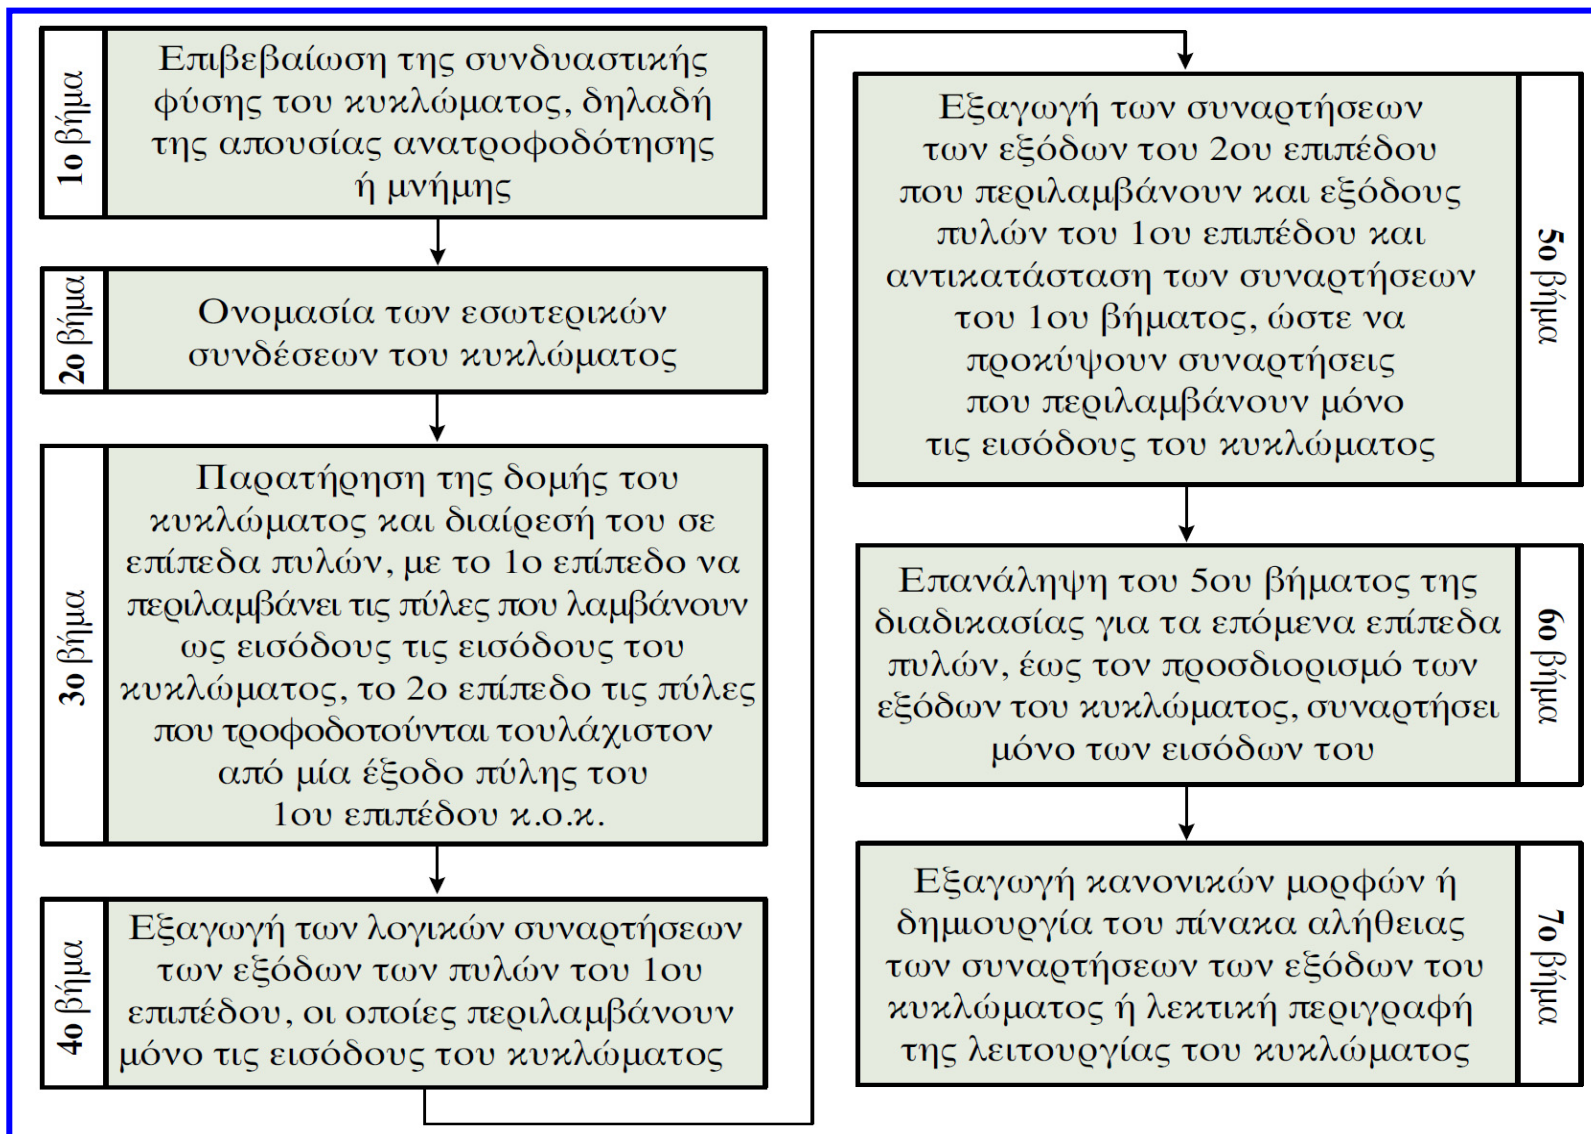 1ο βήμα
Επιβεβαίωση της συνδυαστικής
φύσης του κυκλώματος, δηλαδή
της απουσίας ανατροφοδότησης
ή μνήμης
2ο βήμα
Ονομασία των εσωτερικών
συνδέσεων του κυκλώματος
3ο βήμα
Παρατήρηση της δομής του
κυκλώματος και διαίρεσή του σε
επίπεδα πυλών, με το 1ο επίπεδο να
περιλαμβάνει τις πύλες που λαμβάνουν
ως εισόδους τις εισόδους του
κυκλώματος, το 2ο επίπεδο τις πύλες
που τροφοδοτούνται τουλάχιστον
από μία έξοδο πύλης του
1ου επιπέδου κ.ο.κ.
4ο βήμα
Εξαγωγή των λογικών συναρτήσεων
των εξόδων των πυλών του 1ου
επιπέδου, οι οποίες περιλαμβάνουν
μόνο τις εισόδους του κυκλώματος
5ο βήμα
Εξαγωγή των συναρτήσεων
των εξόδων του 2ου επιπέδου
που περιλαμβάνουν και εξόδους
πυλών του 1ου επιπέδου και
αντικατάσταση των συναρτήσεων
του 1ου βήματος, ώστε να
προκύψουν συναρτήσεις
που περιλαμβάνουν μόνο
τις εισόδους του κυκλώματος
6ο βήμα
Επανάληψη του 5ου βήματος της
διαδικασίας για τα επόμενα επίπεδα
πυλών, έως τον προσδιορισμό των
εξόδων του κυκλώματος, συναρτήσει
μόνο των εισόδων του
7ο βήμα
Εξαγωγή κανονικών μορφών ή
δημιουργία του πίνακα αλήθειας
των συναρτήσεων των εξόδων του
κυκλώματος ή λεκτική περιγραφή
της λειτουργίας του κυκλώματος